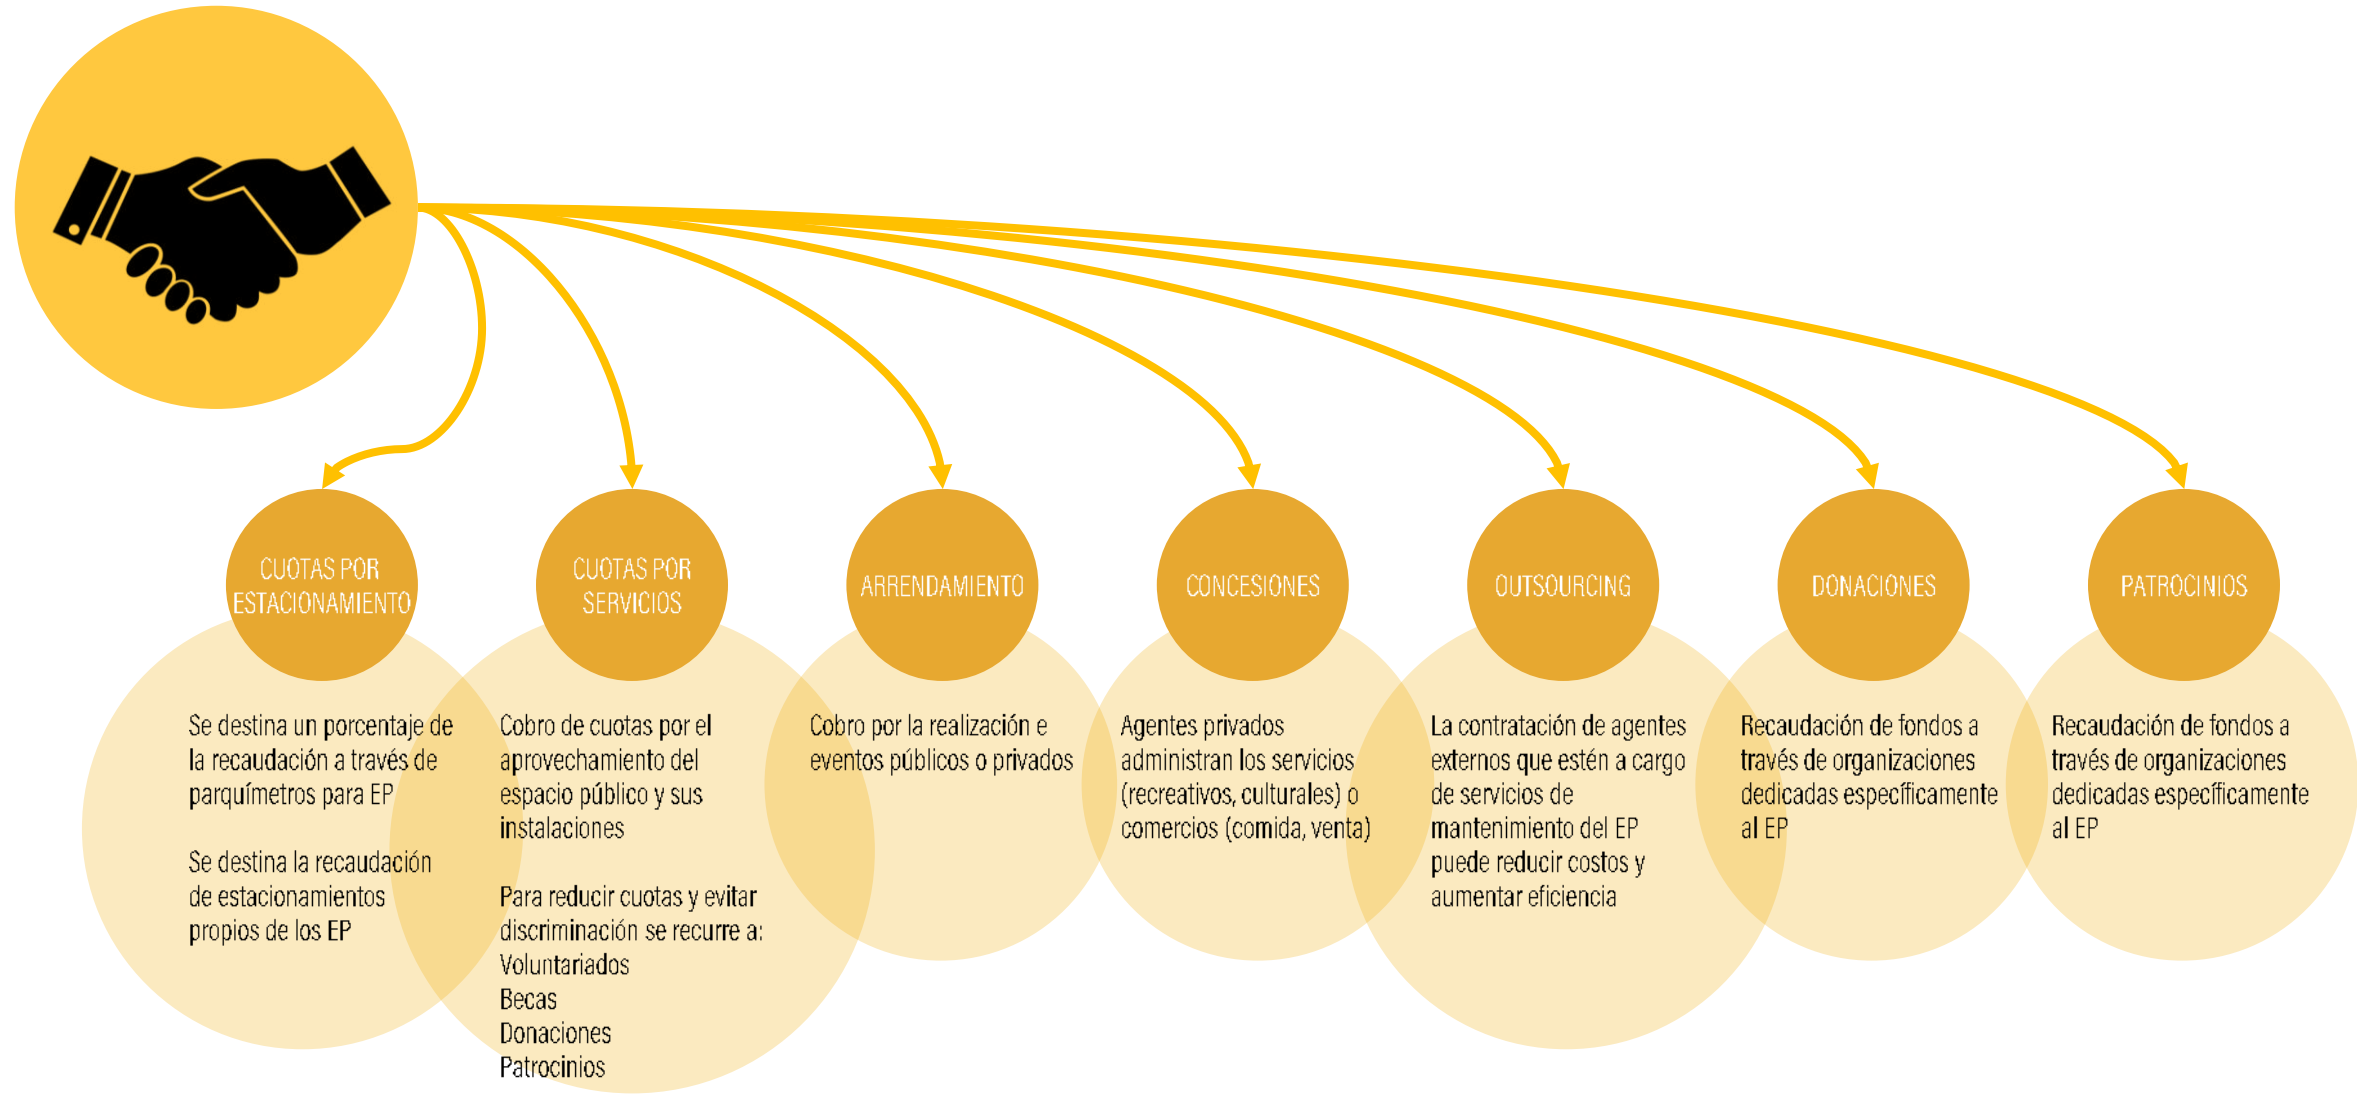 CUOTAS POR
ESTACIONAMIENTO
Se destina un porcentaje de
la recaudación a través de
parquímetros para EP
Se destina la recaudación
de estacionamientos
propios de los EP
CUOTAS POR
SERVICIOS
Cobro de cuotas por el
aprovechamiento del
espacio público y sus
instalaciones
Para reducir cuotas y evitar
discriminación se recurre a:
Voluntariados
Becas
Donaciones
Patrocinios
ARRENDAMIENTO
Cobro por la realización e
eventos públicos o privados
CONCESIONES
Agentes privados
administran los servicios
(recreativos, culturales) o
comercios (comida, venta)
OUTSOURCING
La contratación de agentes
externos que estén a cargo
de servicios de
mantenimiento del EP
puede reducir costos y
aumentar eficiencia
DONACIONES
Recaudación de fondos a
través de organizaciones
dedicadas específicamente
al EP
PATROCINIOS
Recaudación de fondos a
través de organizaciones
dedicadas específicamente
al EP